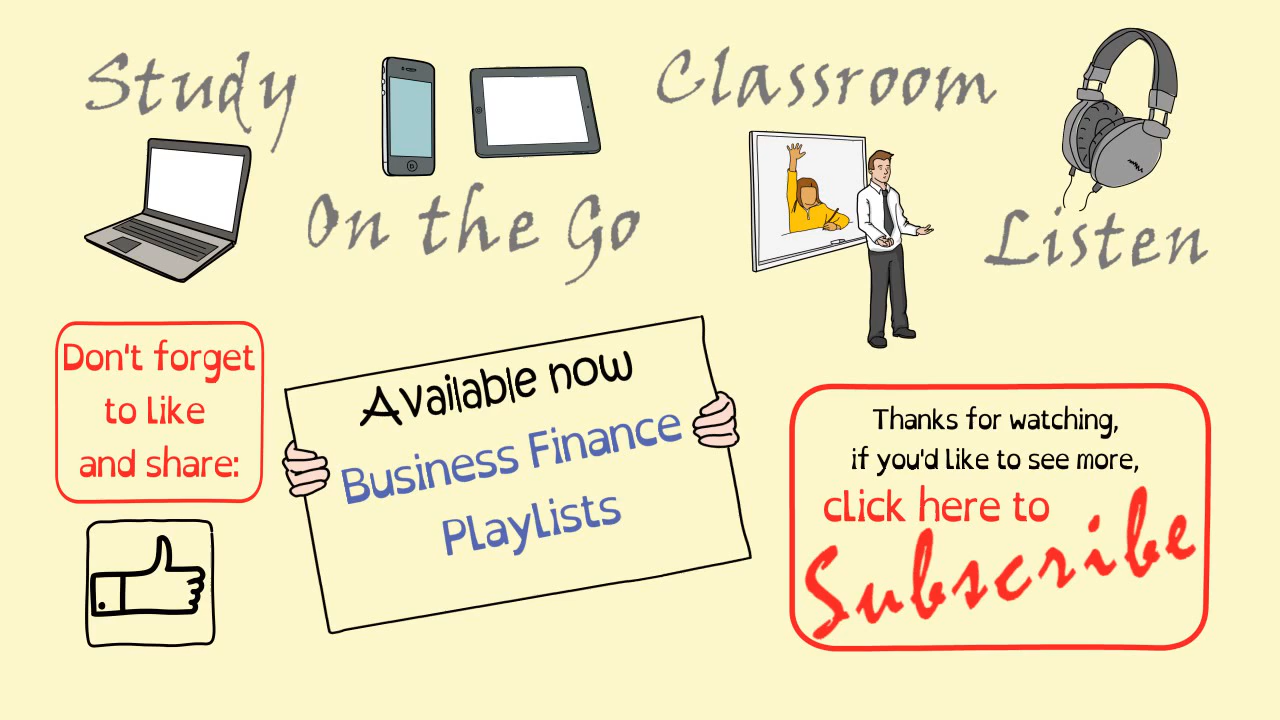 Study
On the Go
Classroom
Listen
Don't forget
to like
and share:
Available now
Business Finance
Playlists
Thanks for watching,
if you'd like to see more,
click here to
Subscribe